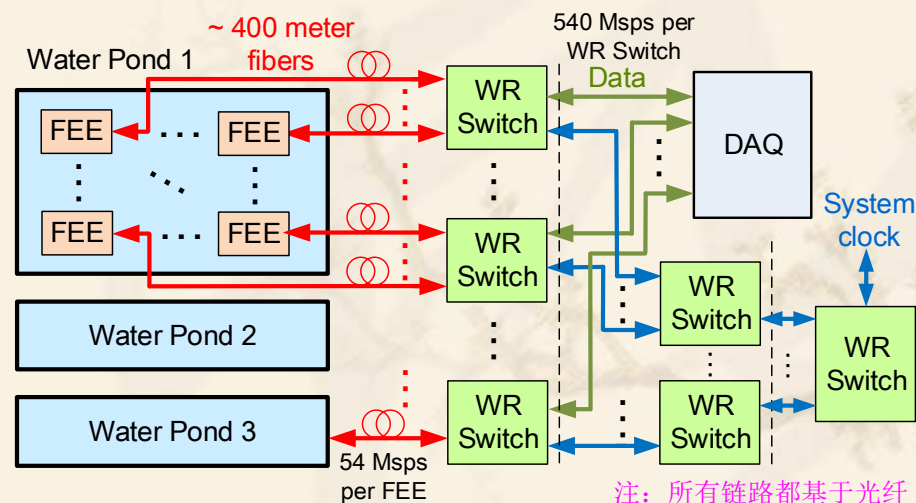 ~ 400 meter
fibers
540 Msps per
WR Switch
Water Pond 1
Data
FEE
FEE
FEE
FEE
WR
Switch
WR
Switch
DAQ
System
clock
WR
Switch
WR
Switch
Water Pond 2
Water Pond 3
WR
Switch
WR
Switch
54 Msps
per FEE
注：所有链路都基于光纤